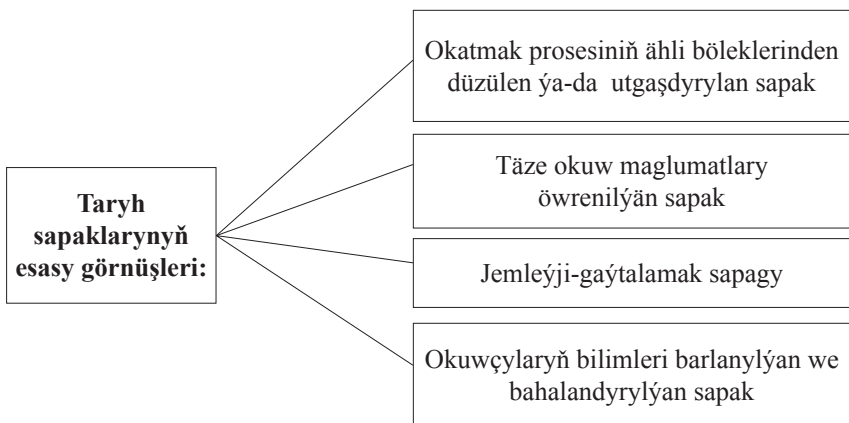 Taryh
sapaklarynyň
esasy görnüşleri:
Okatmak prosesiniň ähli böleklerinden
düzülen ýa-da utgaşdyrylan sapak
Täze okuw maglumatlary
öwrenilýän sapak
Jemleýji-gaýtalamak sapagy
Okuwçylaryň bilimleri barlanylýan we
bahalandyrylýan sapak